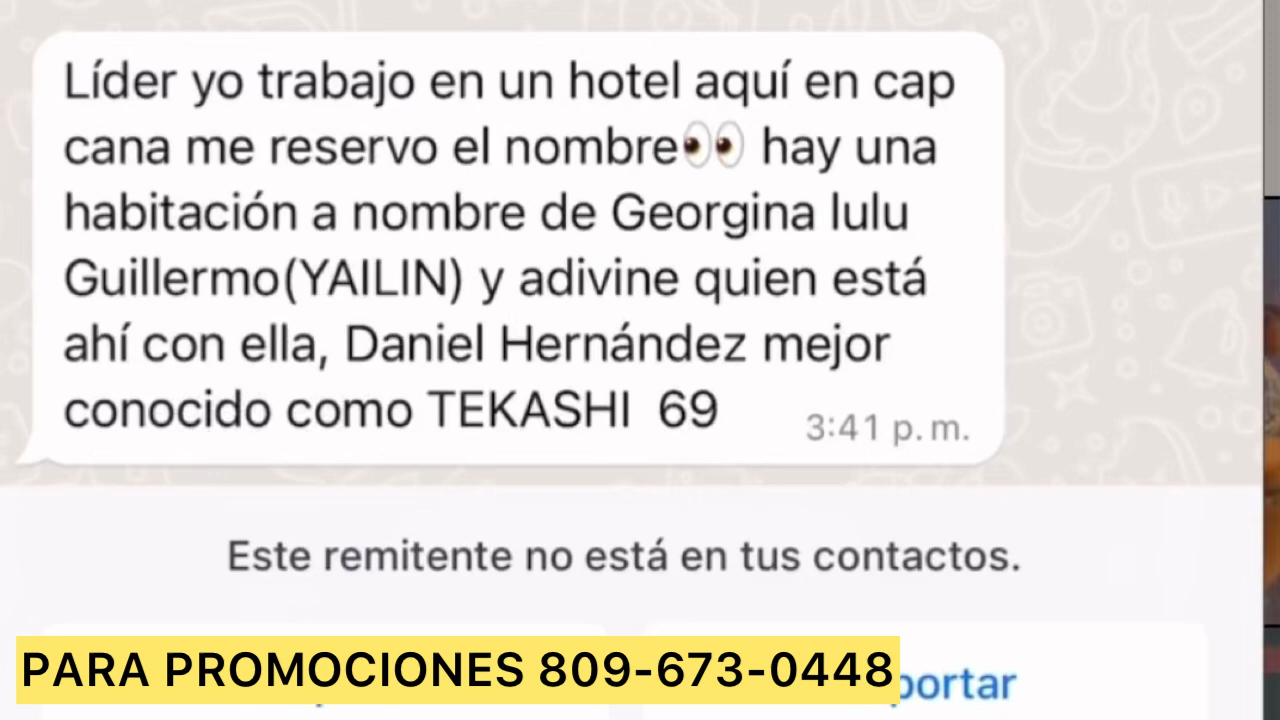 Líder yo trabajo en un hotel aquí en cap
cana me reservo el nombre👀 hay una
habitación a nombre de Georgina lulu
Guillermo(YAILIN) y adivine quien está
ahí con ella, Daniel Hernández mejor
conocido como TEKASHI 69
3:41 p. m.
Este remitente no está en tus contactos.
PARA PROMOCIONES 809-673-0448
portar